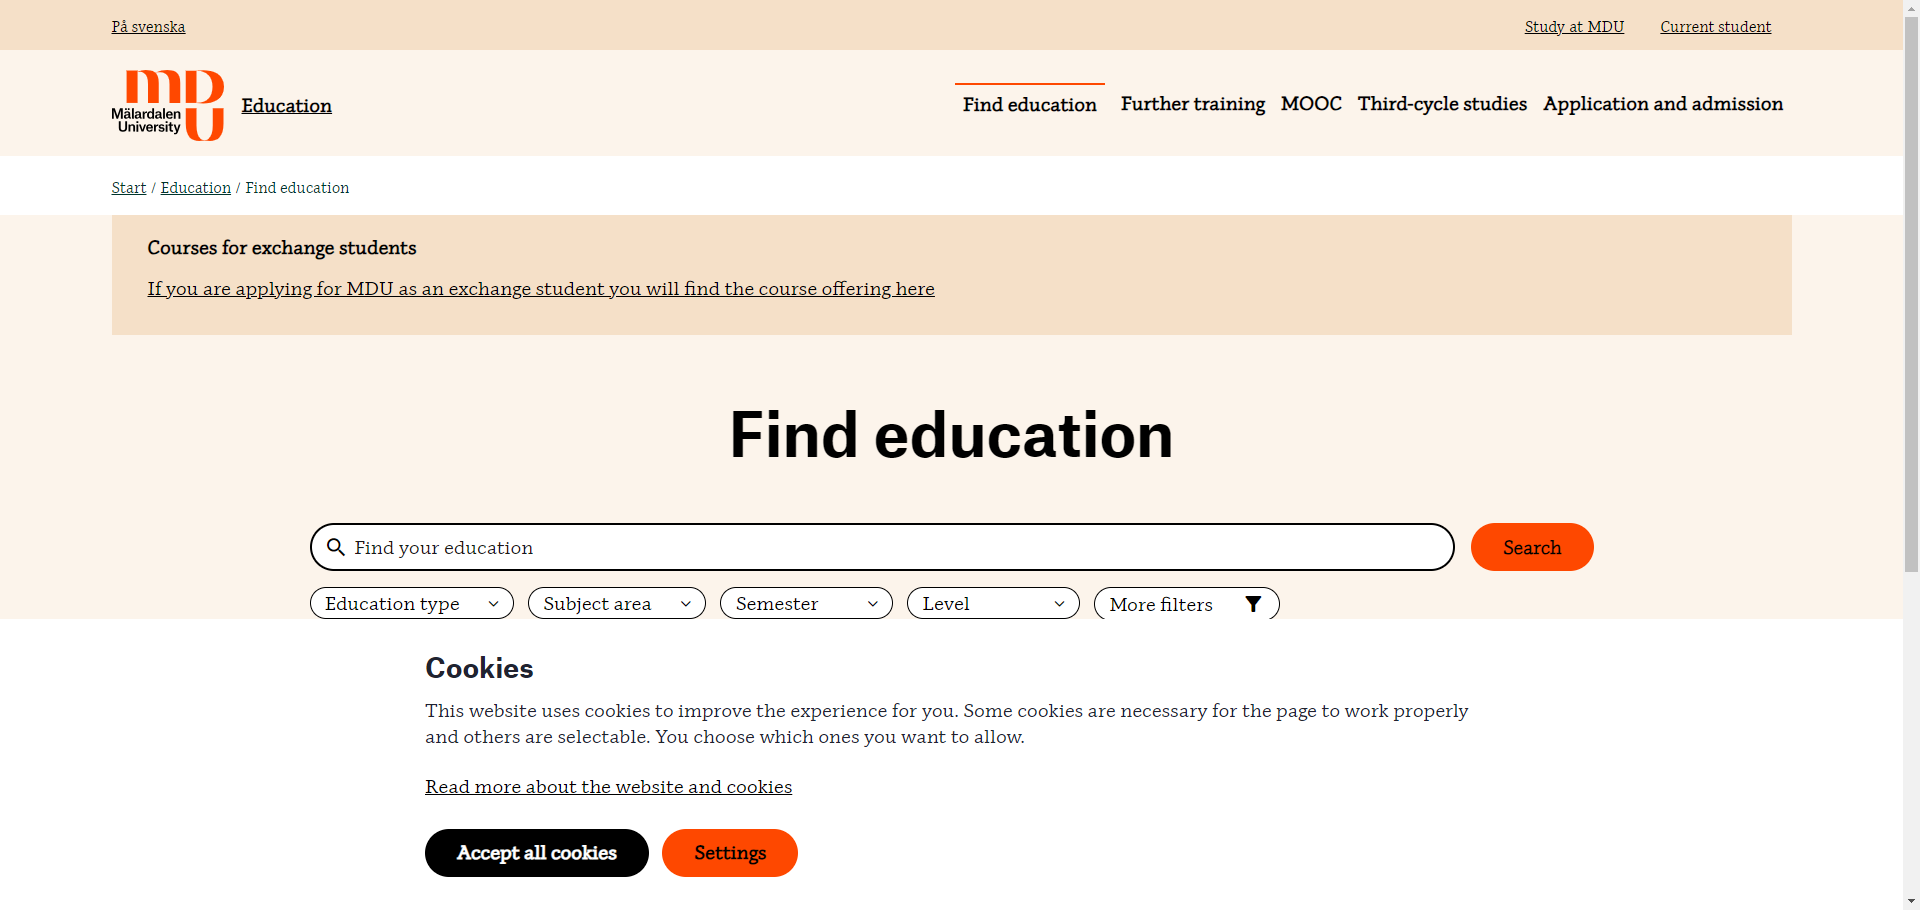 På svenska
Study at MDU
Current student
mDU
Mälardalen
University
Education
Find education
Further training
MOOC
Third-cycle studies
Application and admission
Start / Education / Find education
Courses for exchange students
If you are applying for MDU as an exchange student you will find the course offering here
Find education
Find your education
Search
Education type
Subject area
Semester
Level
More filters
Cookies
This website uses cookies to improve the experience for you. Some cookies are necessary for the page to work properly
and others are selectable. You choose which ones you want to allow.
Read more about the website and cookies
Accept all cookies
Settings